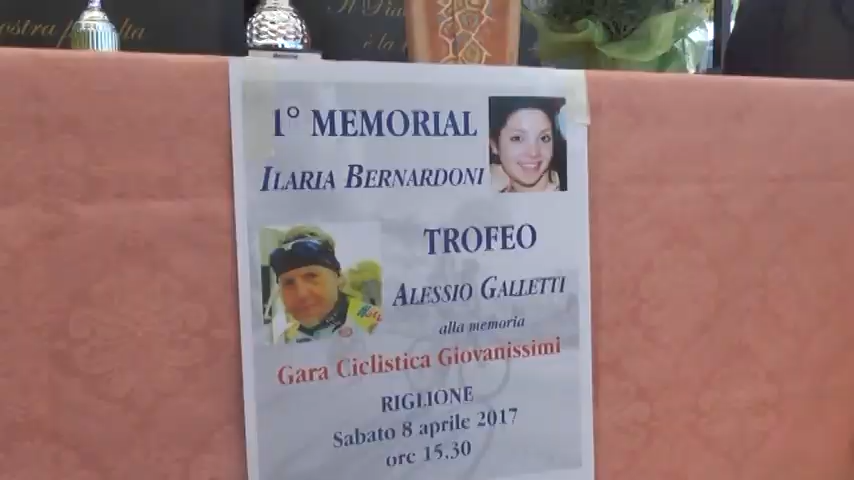 1° MEMORIAL
ILARIA BERNARDONI
TROFEO
ALESSIO GALLETTI
alla memoria
Gara Ciclistica Giovanissimi
RIGLIONE
Sabato 8 aprile 2017
ore 15.30